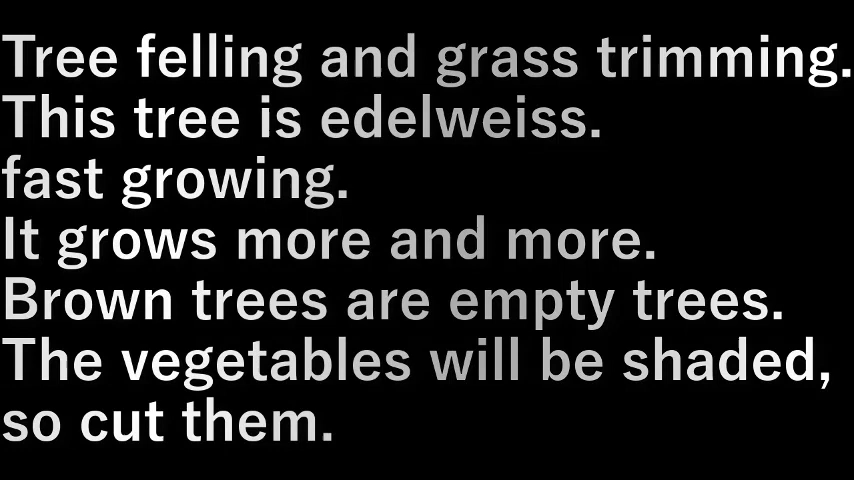 Tree felling and grass trimming.
This tree is edelweiss.
fast growing.
It grows more and more.
Brown trees are empty trees.
The vegetables will be shaded,
so cut them.